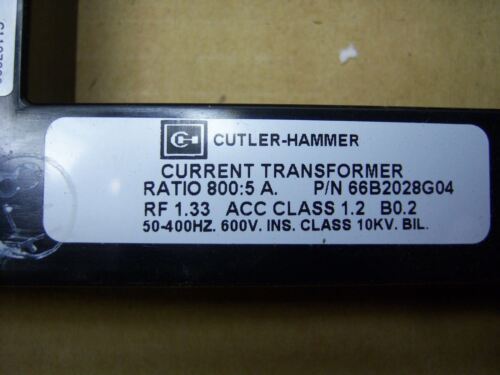 CUTLER-HAMMER
CURRENT TRANSFORMER
RATIO 800:5 A. P/N 66B2028G04
RF 1.33 ACC CLASS 1.2 B0.2
50-400HZ. 600V. INS. CLASS 10KV. BIL.